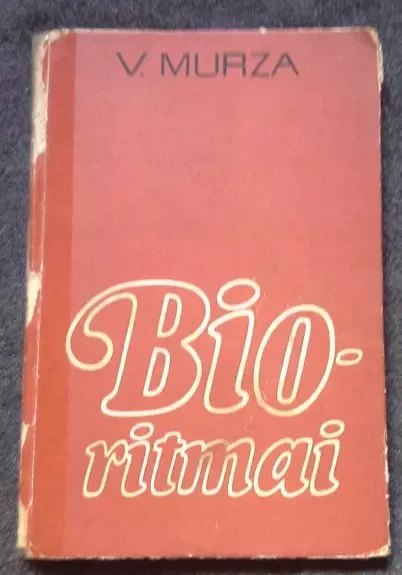 V. MURZA
Bio-
ritmai